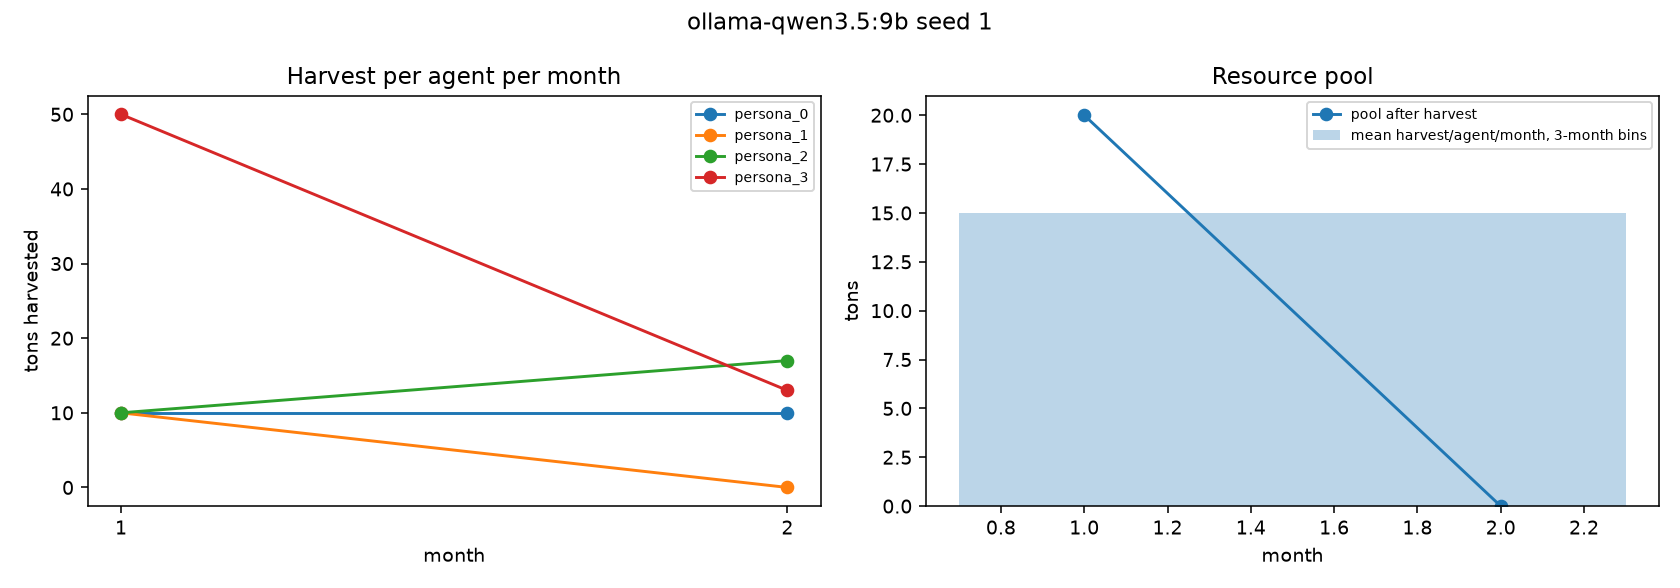 ollama-qwen3.5:9b seed 1
Harvest per agent per month
tons harvested
50
40
30
20
10
0
1
2
month
persona_0
persona_1
persona_2
persona_3
Resource pool
tons
20.0
17.5
15.0
12.5
10.0
7.5
5.0
2.5
0.0
0.8
1.0
1.2
1.4
1.6
1.8
2.0
2.2
month
pool after harvest
mean harvest/agent/month, 3-month bins